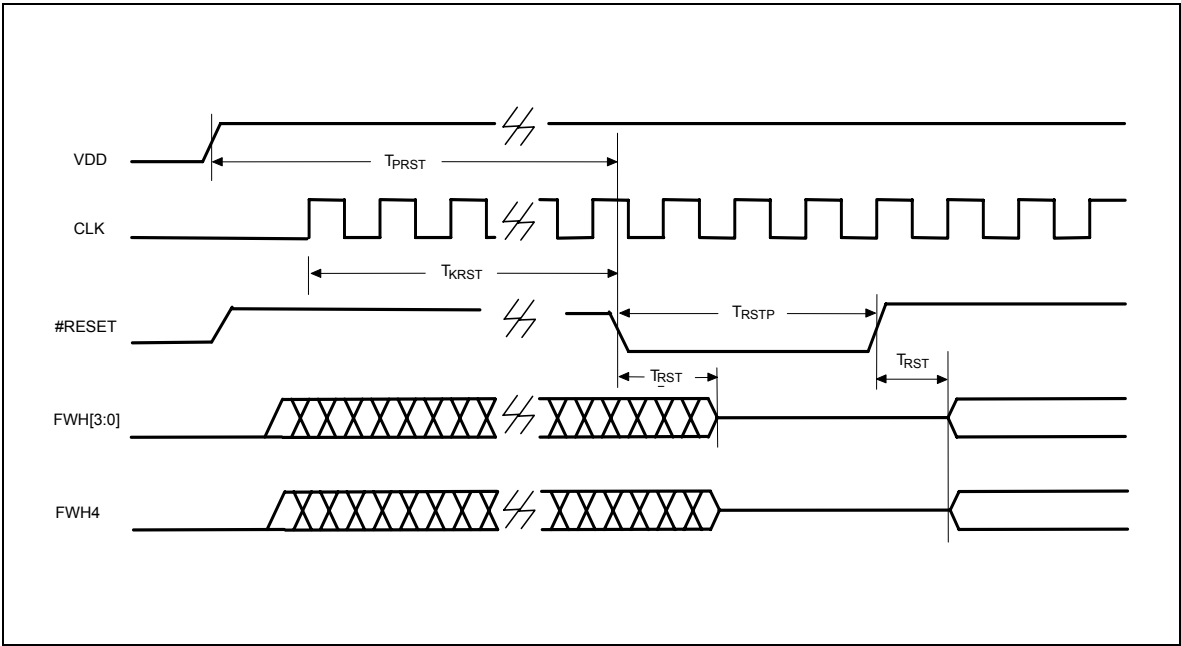 VDD
TPRST
CLK
TKRST
#RESET
TRSTP
TRST
TRST
FWH[3:0]
FWH4